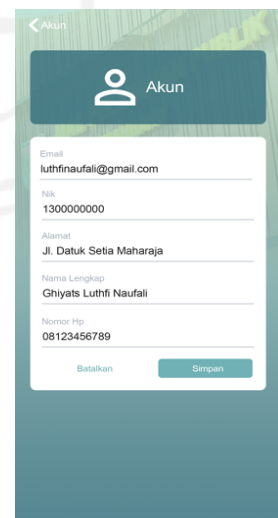 Akun
Akun
Email
luthfinaufali@gmail.com
Nik
1300000000
Alamat
Jl. Datuk Setia Maharaja
Nama Lengkap
Ghiyats Luthfi Naufali
Nomor Hp
08123456789
Batalkan
Simpan